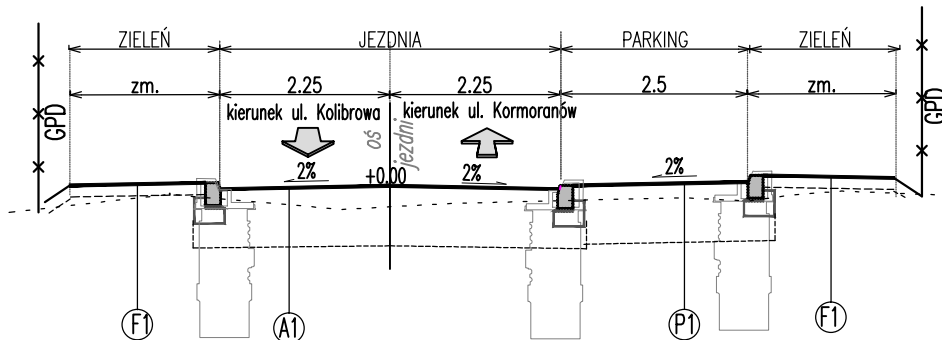 ZIELEŃ JEZDNIA PARKING ZIELEŃ
zm. 2.25 2.25 2.5 zm.
GPD GPD
kierunek ul. Kolibrowa kierunek ul. Kormoranów
oś
jezdni
2% +0.00 2% 2%
F1 A1 P1 F1